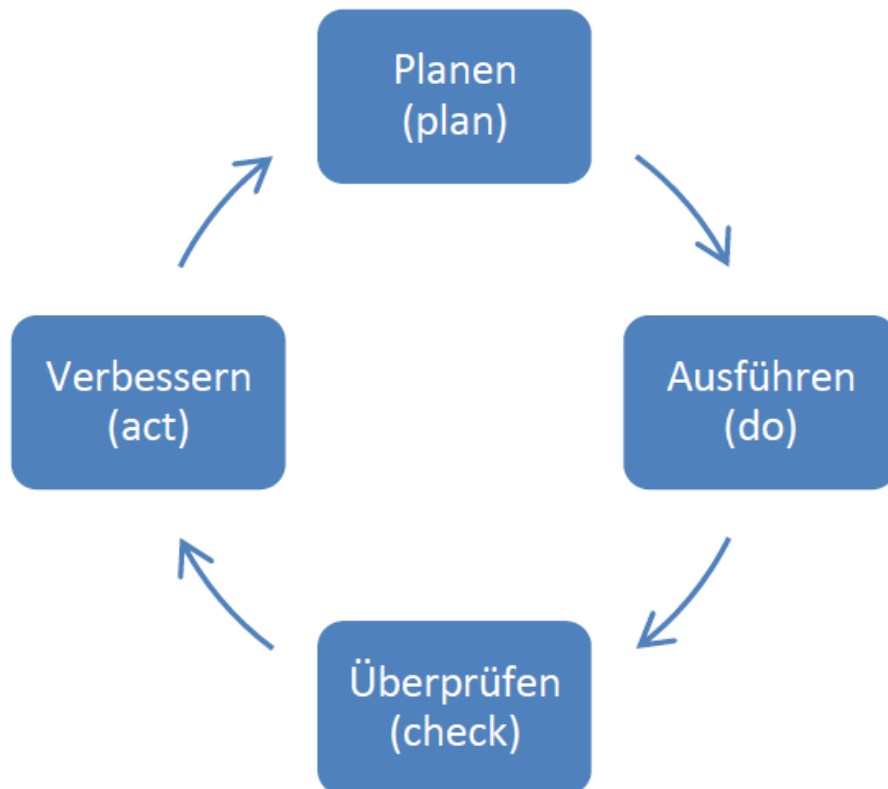 Planen
(plan)
Ausführen
(do)
Überprüfen
(check)
Verbessern
(act)